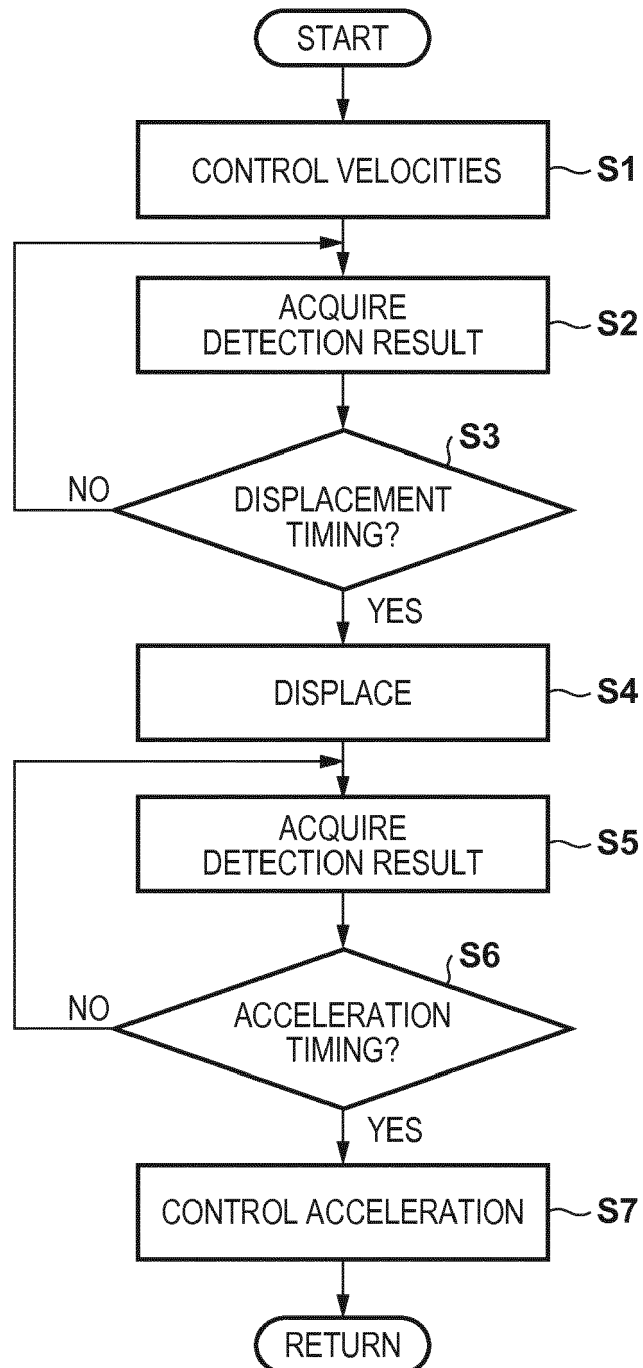 START
CONTROL VELOCITIES
S1
ACQUIRE
DETECTION RESULT
S2
S3
DISPLACEMENT
TIMING?
NO
YES
DISPLACE
S4
ACQUIRE
DETECTION RESULT
S5
S6
ACCELERATION
TIMING?
NO
YES
CONTROL ACCELERATION
S7
RETURN